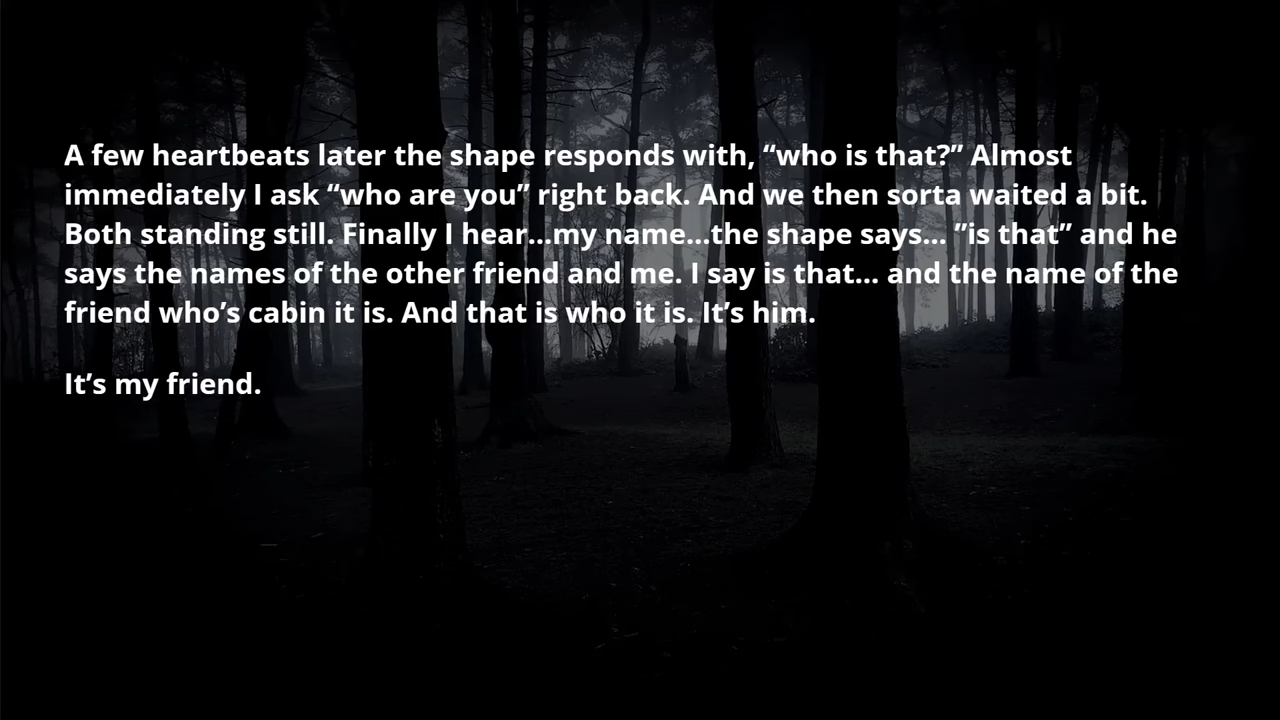 A few heartbeats later the shape responds with, “who is that?” Almost
immediately I ask “who are you” right back. And we then sorta waited a bit.
Both standing still. Finally I hear...my name...the shape says... ”is that” and he
says the names of the other friend and me. I say is that... and the name of the
friend who’s cabin it is. And that is who it is. It’s him.
It’s my friend.